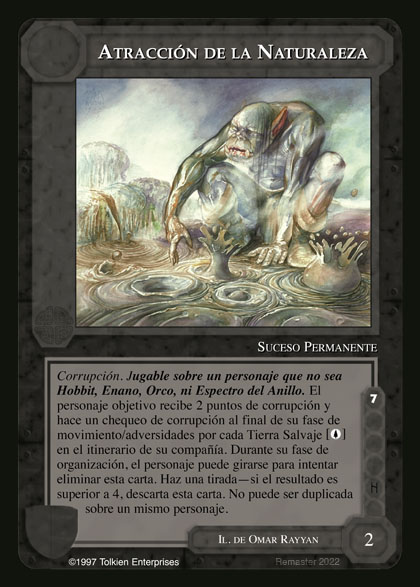 Atracción de la Naturaleza
Suceso Permanente
Corrupción. Jugable sobre un personaje que no sea
Hobbit, Enano, Orco, ni Espectro del Anillo. El
personaje objetivo recibe 2 puntos de corrupción y
hace un chequeo de corrupción al final de su fase de
movimiento/adversidades por cada Tierra Salvaje []
en el itinerario de su compañía. Durante su fase de
organización, el personaje puede girarse para intentar
eliminar esta carta. Haz una tirada—si el resultado es
superior a 4, descarta esta carta. No puede ser duplicada
sobre un mismo personaje.
7
H
Il. de Omar Rayyan
2
©1997 Tolkien Enterprises
Remaster 2022